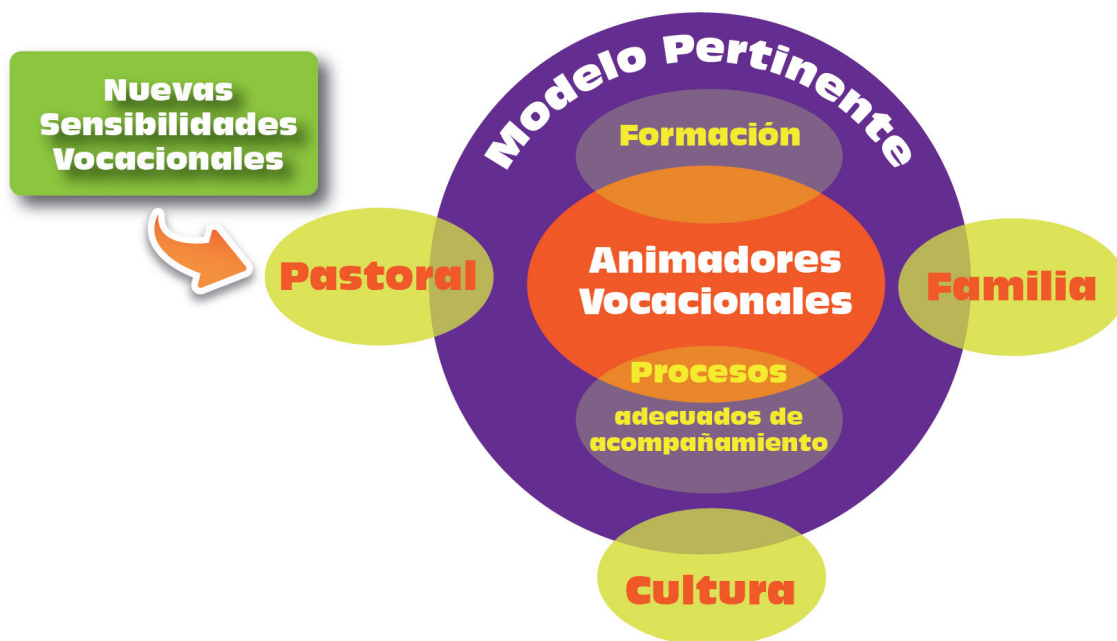 Nuevas
Sensibilidades
Vocacionales
Modelo Pertinente
Formación
Pastoral
Animadores
Vocacionales
Familia
Procesos
adecuados de
acompañamiento
Cultura